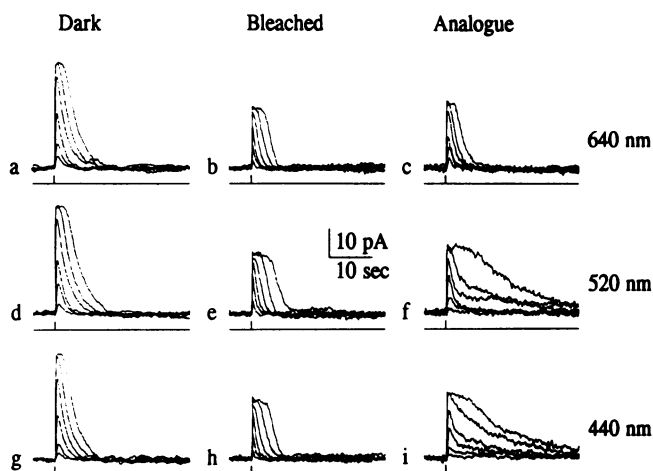 Dark Bleached Analogue
a b c 640 nm
10 pA
10 sec
d e f 520 nm
g h i 440 nm